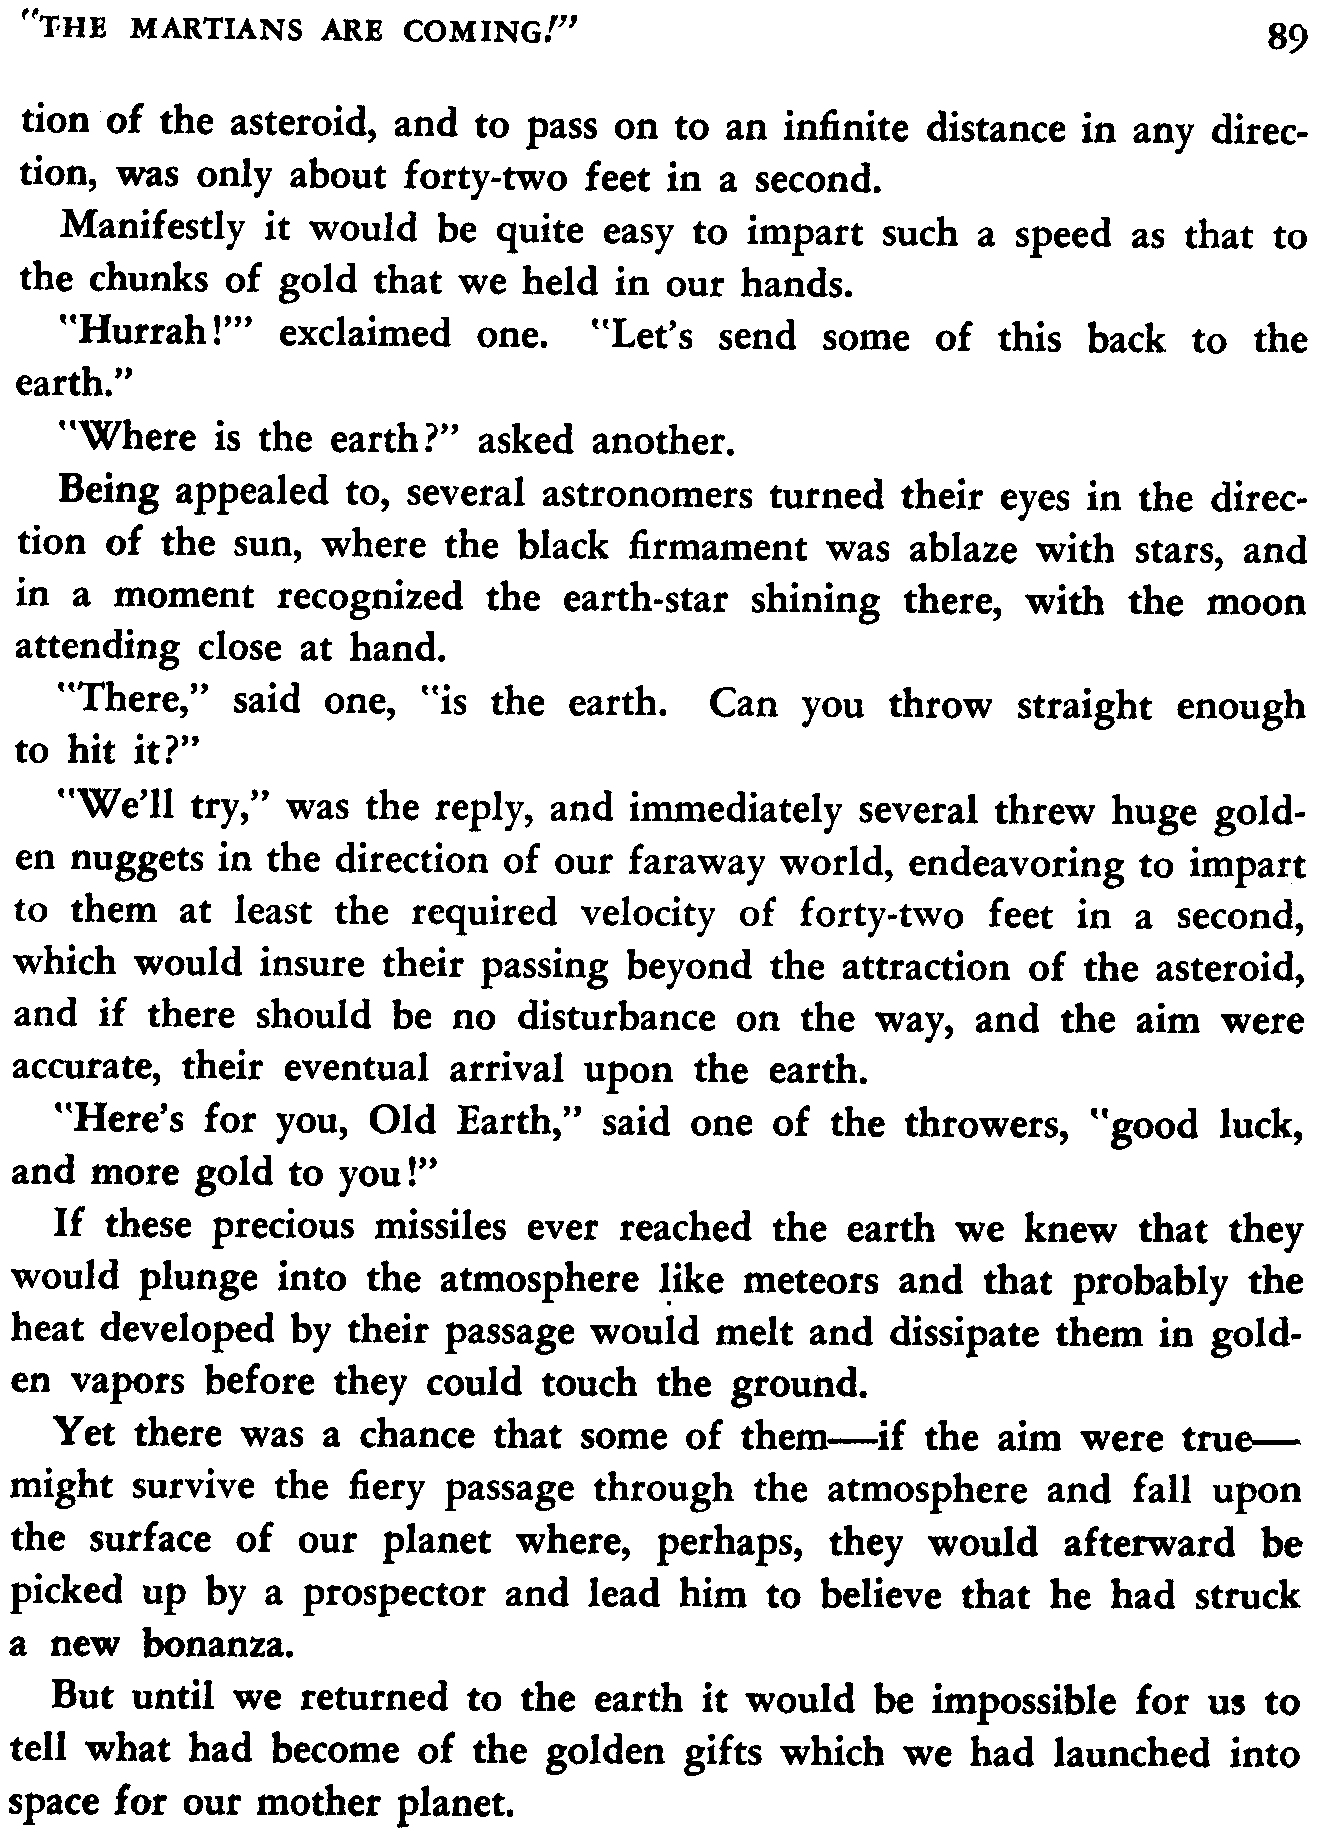 "THE MARTIANS ARE COMING!" 89
tion of the asteroid, and to pass on to an infinite distance in any direc-
tion, was only about forty-two feet in a second.
Manifestly it would be quite easy to impart such a speed as that to
the chunks of gold that we held in our hands.
"Hurrah!'" exclaimed one. "Let's send some of this back to the
earth."
"Where is the earth?" asked another.
Being appealed to, several astronomers turned their eyes in the direc-
tion of the sun, where the black firmament was ablaze with stars, and
in a moment recognized the earth-star shining there, with the moon
attending close at hand.
"There," said one, "is the earth. Can you throw straight enough
to hit it?"
"We'll try," was the reply, and immediately several threw huge gold-
en nuggets in the direction of our faraway world, endeavoring to impart
to them at least the required velocity of forty-two feet in a second,
which would insure their passing beyond the attraction of the asteroid,
and if there should be no disturbance on the way, and the aim were
accurate, their eventual arrival upon the earth.
"Here's for you, Old Earth," said one of the throwers, "good luck,
and more gold to you!"
If these precious missiles ever reached the earth we knew that they
would plunge into the atmosphere like meteors and that probably the
heat developed by their passage would melt and dissipate them in gold-
en vapors before they could touch the ground.
Yet there was a chance that some of them—if the aim were true—
might survive the fiery passage through the atmosphere and fall upon
the surface of our planet where, perhaps, they would afterward be
picked up by a prospector and lead him to believe that he had struck
a new bonanza.
But until we returned to the earth it would be impossible for us to
tell what had become of the golden gifts which we had launched into
space for our mother planet.